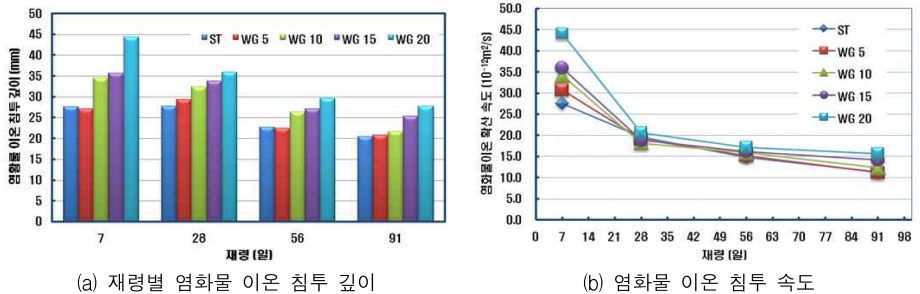 염화물 이온 침투 깊이 (mm)
50
45
40
35
30
25
20
15
10
5
0
ST WG 5 WG 10 WG 15 WG 20
7 28 56 91
재령 (일)
(a) 재령별 염화물 이온 침투 깊이
염화물이온 확산 속도 (10⁻¹²m²/s)
50.0
45.0
40.0
35.0
30.0
25.0
20.0
15.0
10.0
5.0
0.0
ST
WG 5
WG 10
WG 15
WG 20
0 7 14 21 28 35 42 49 56 63 70 77 84 91 98
재령 (일)
(b) 염화물 이온 침투 속도